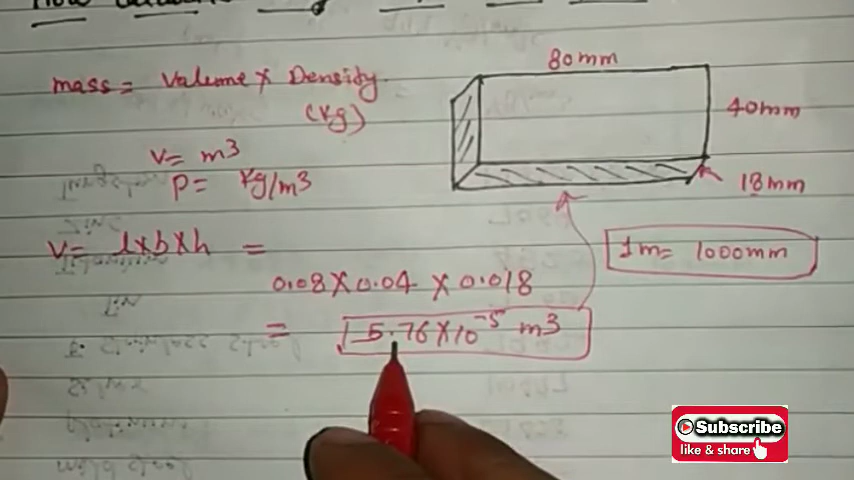 mass = Valume × Density
(kg)
V = m³
P = kg/m³
V = l×b×h =
0.08 × 0.04 × 0.018
= 5.76×10⁻⁵ m³
80mm
40mm
18mm
1m = 1000mm
Subscribe
like & share